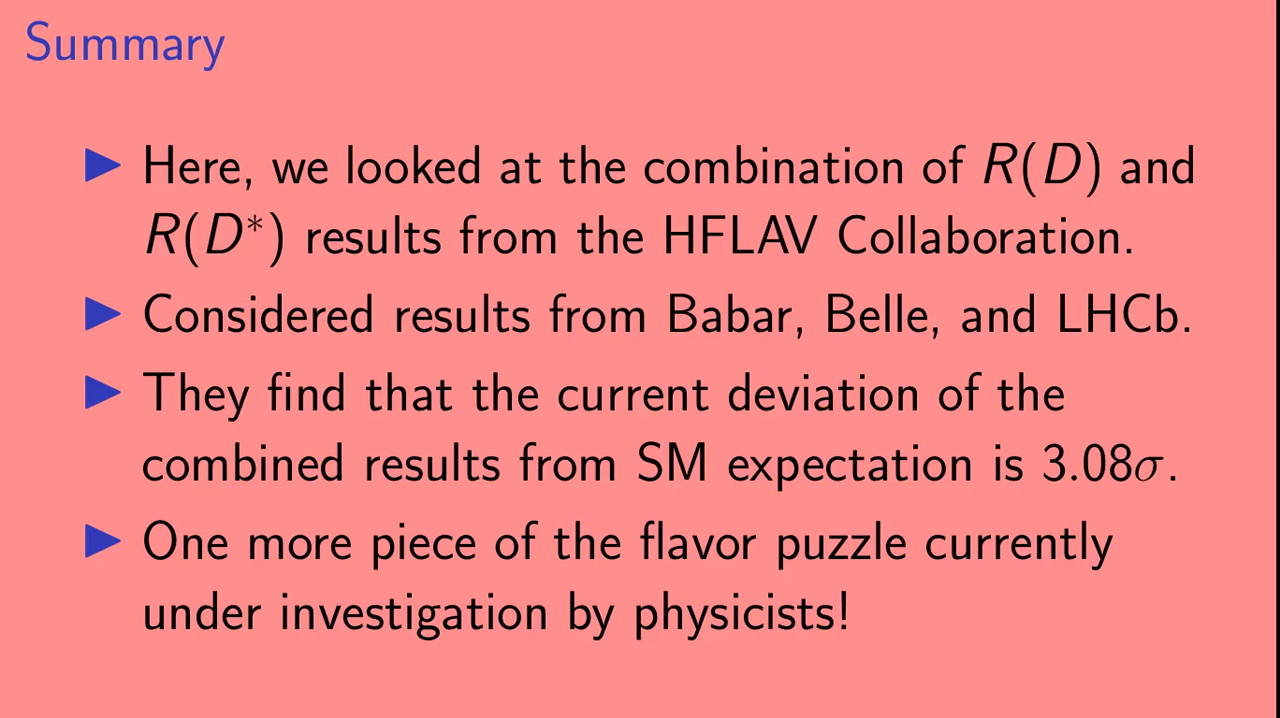 Summary
▶ Here, we looked at the combination of R(D) and
R(D*) results from the HFLAV Collaboration.
▶ Considered results from Babar, Belle, and LHCb.
▶ They find that the current deviation of the
combined results from SM expectation is 3.08σ.
▶ One more piece of the flavor puzzle currently
under investigation by physicists!